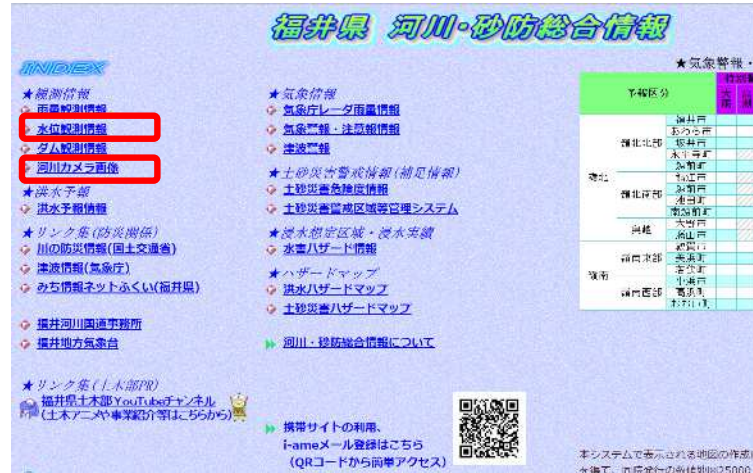 福井県 河川・砂防総合情報
INDEX
★観測情報
雨量観測情報
水位観測情報
ダム観測情報
河川カメラ画像
★洪水予報
洪水予報情報
★リンク集(防災関係)
川の防災情報(国土交通省)
津波情報(気象庁)
みち情報ネットふくい(福井県)
福井河川国道事務所
福井地方気象台
★リンク集(土木部PR)
福井県土木部YouTubeチャンネル
(土木アニメや事業紹介等はこちらから)
★気象情報
気象庁レーダ雨量情報
気象警報・注意報情報
津波警報
★土砂災害警戒情報(補足情報)
土砂災害危険度情報
土砂災害警戒区域等管理システム
★浸水想定区域・浸水実績
水害ハザード情報
★ハザードマップ
洪水ハザードマップ
土砂災害ハザードマップ
河川・砂防総合情報について
携帯サイトの利用、
i-ameメール登録はこちら
(QRコードから簡単アクセス)
★気象警報・
予報区分
嶺北
嶺北北部
福井市
あわら市
坂井市
永平寺町
越前町
嶺北南部
鯖江市
越前市
池田町
南越前町
奥越
大野市
勝山市
嶺南
嶺南東部
敦賀市
美浜町
若狭町
嶺南西部
小浜市
高浜町
おおい町
本システムで表示される地図の作成